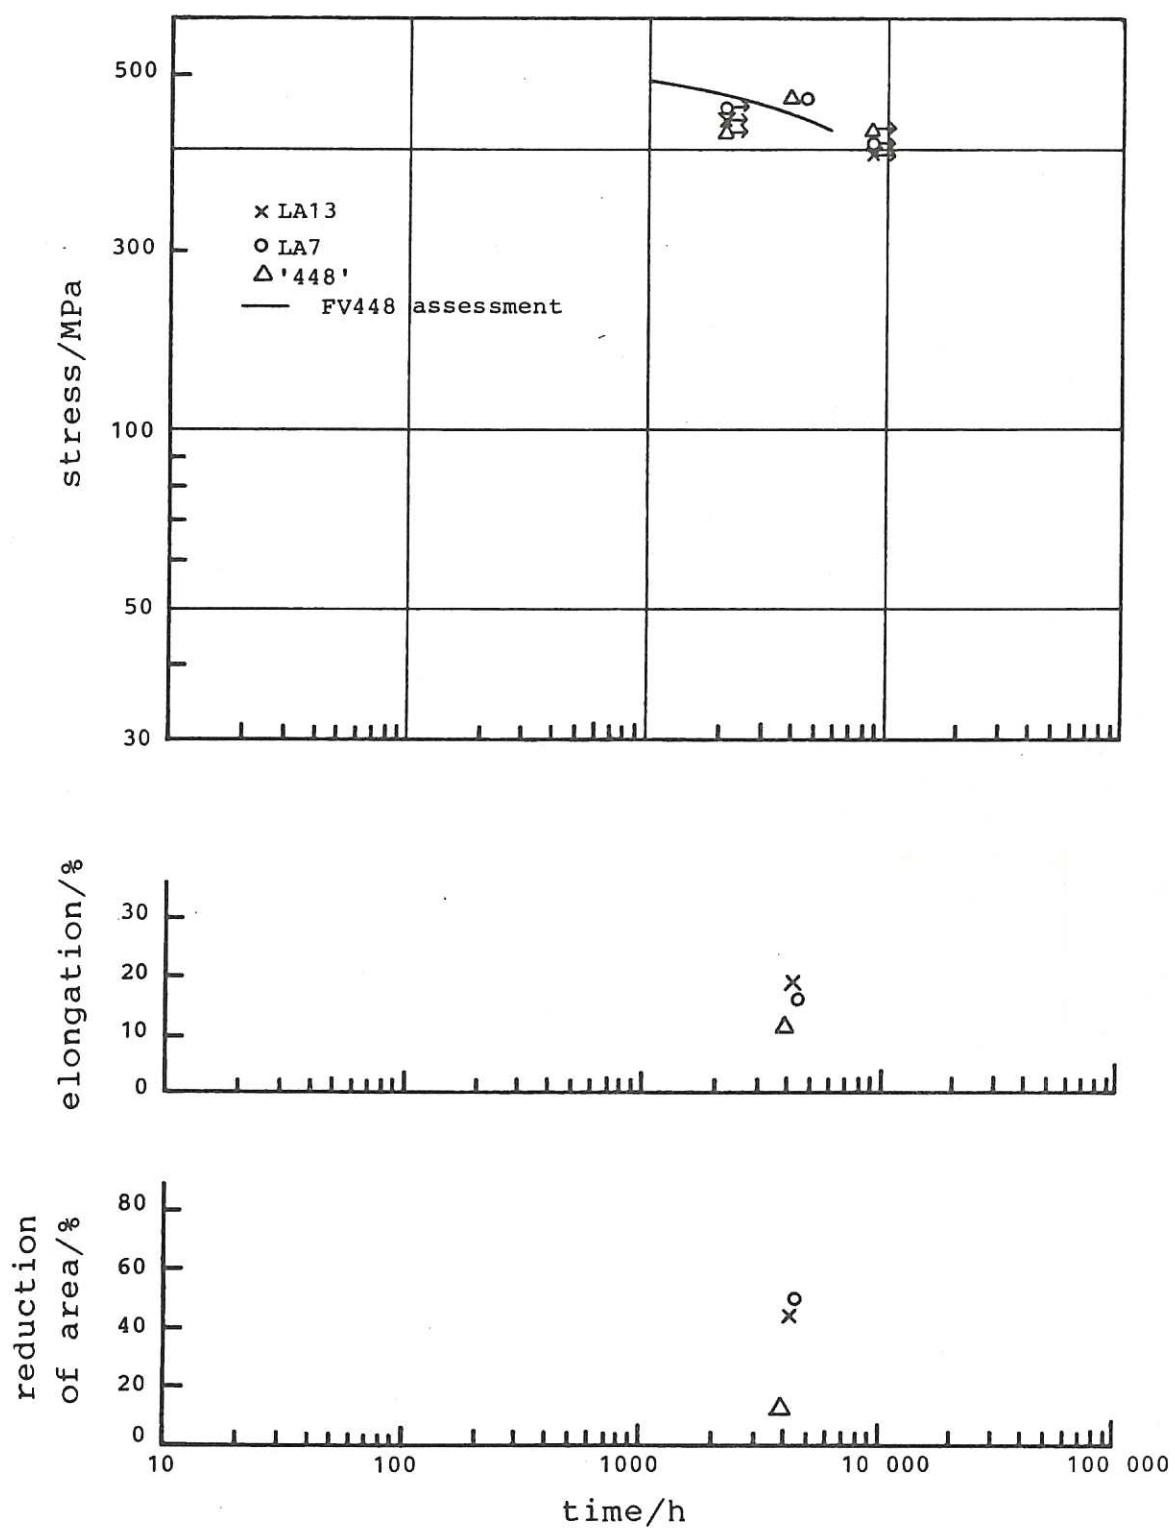 500
300
100
50
30
stress/MPa
× LA13
○ LA7
△ '448'
— FV448 assessment
30
20
10
0
elongation/%
80
60
40
20
0
reduction
of area/%
10 100 1000 10 000 100 000
time/h